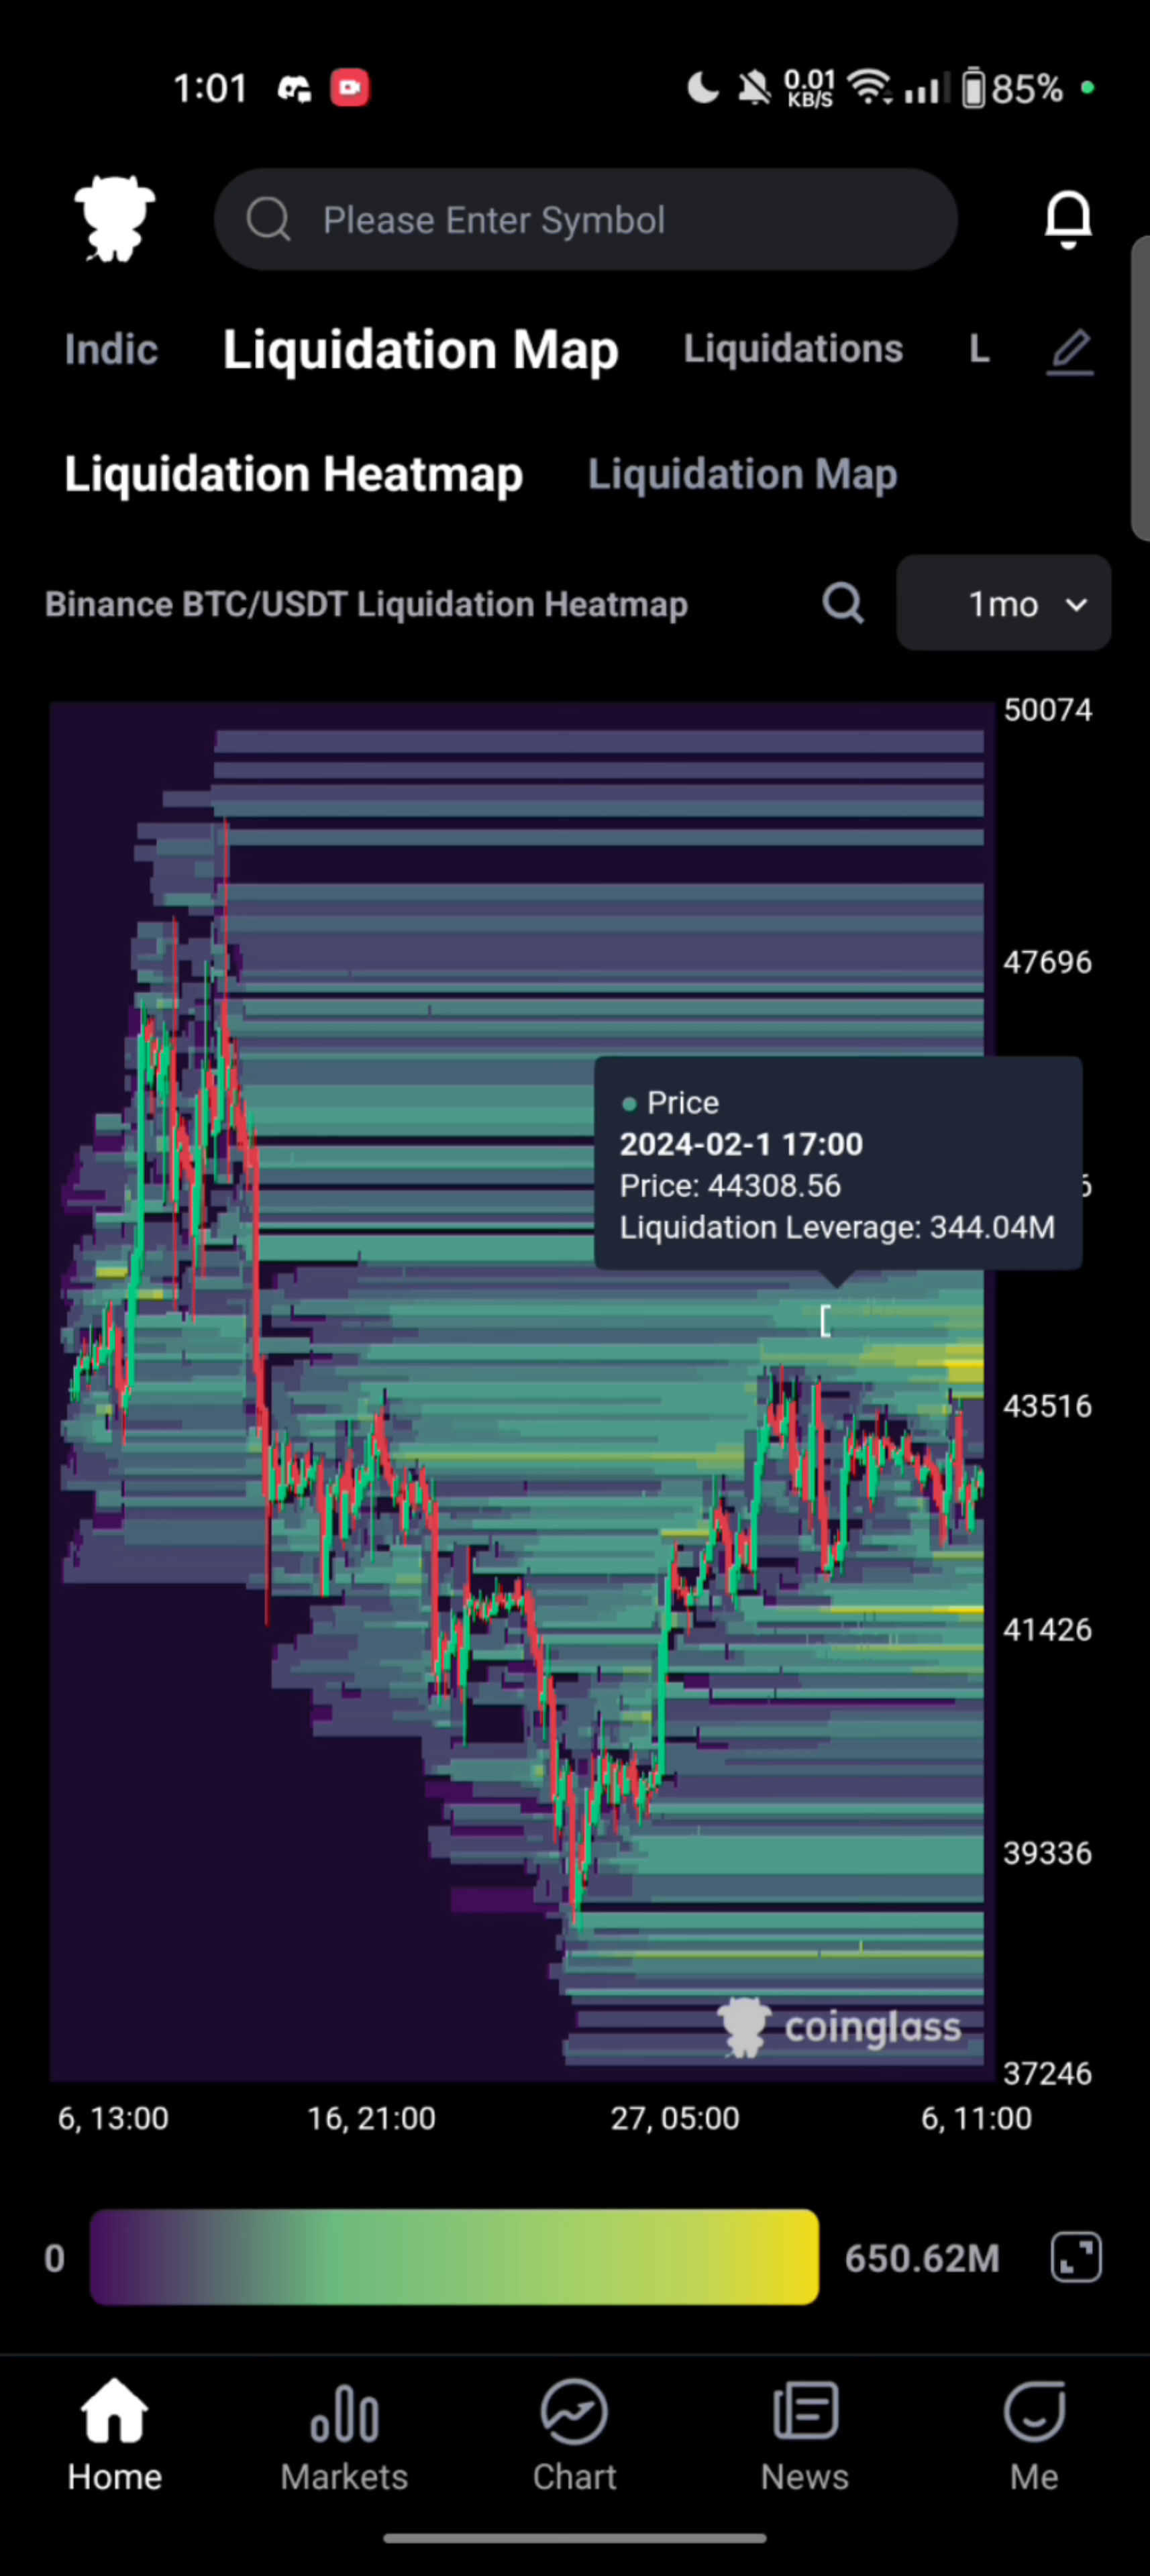 1:01
0.01 KB/S
85%
Please Enter Symbol
Indic Liquidation Map Liquidations L
Liquidation Heatmap Liquidation Map
Binance BTC/USDT Liquidation Heatmap 1mo
50074
47696
Price
2024-02-1 17:00
Price: 44308.56
6
Liquidation Leverage: 344.04M
[
43516
41426
39336
coinglass
37246
6, 13:00 16, 21:00 27, 05:00 6, 11:00
0 650.62M
Home Markets Chart News Me